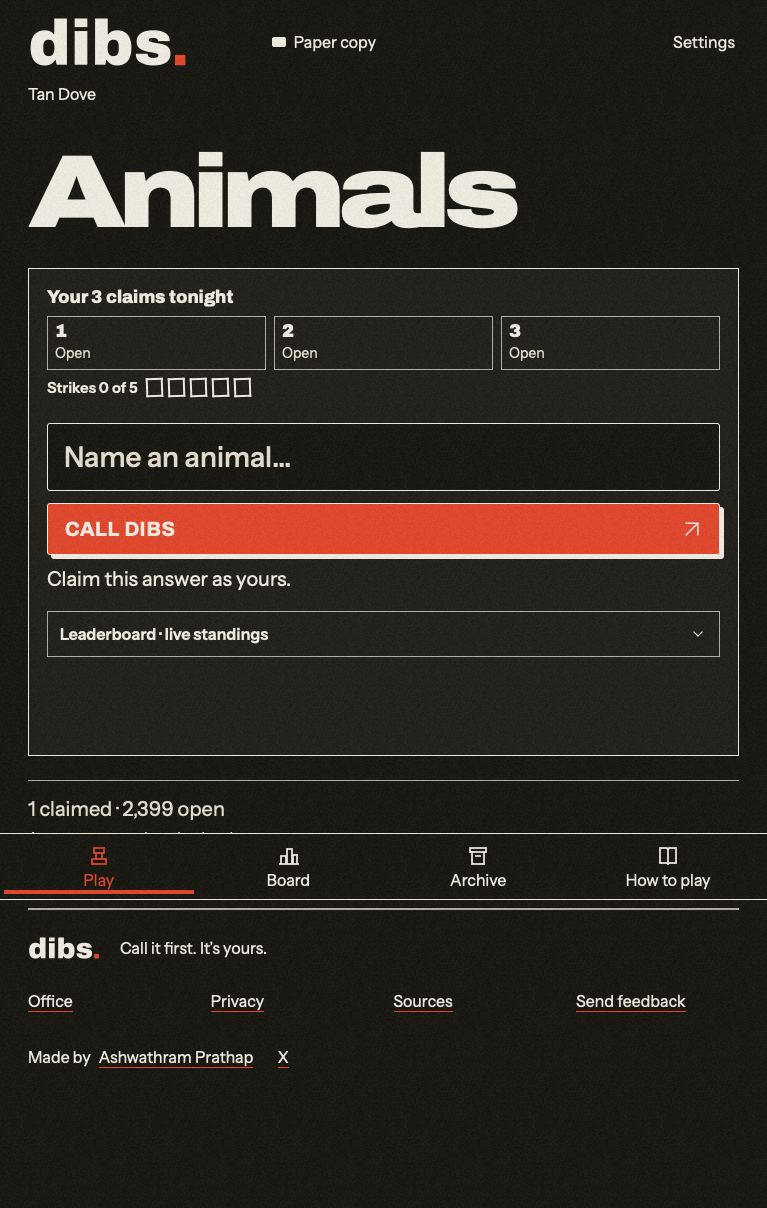 dibs.
Paper copy
Settings
Tan Dove
Animals
Your 3 claims tonight
1
Open
2
Open
3
Open
Strikes 0 of 5
Name an animal...
CALL DIBS
Claim this answer as yours.
Leaderboard · live standings
1 claimed · 2,399 open
Play
Board
Archive
How to play
dibs.
Call it first. It's yours.
Office
Privacy
Sources
Send feedback
Made by Ashwathram Prathap X